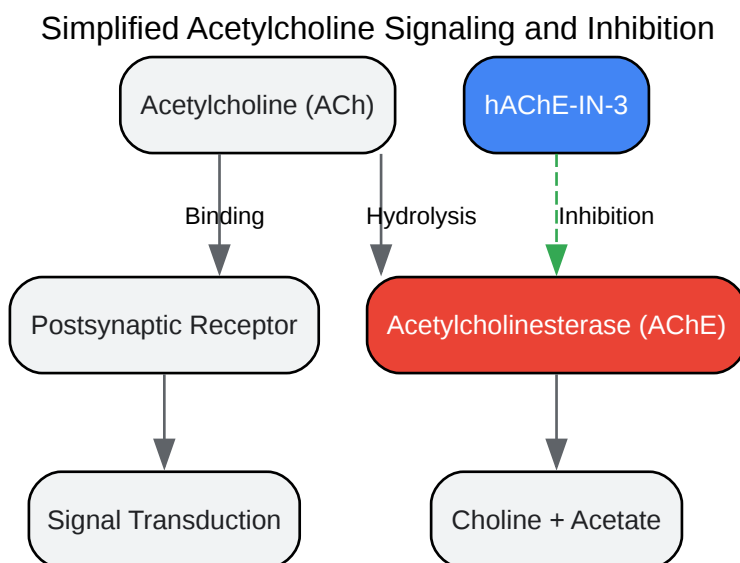 Simplified Acetylcholine Signaling and Inhibition
Acetylcholine (ACh)
hAChE-IN-3
Binding
Hydrolysis
Inhibition
Postsynaptic Receptor
Acetylcholinesterase (AChE)
Signal Transduction
Choline + Acetate